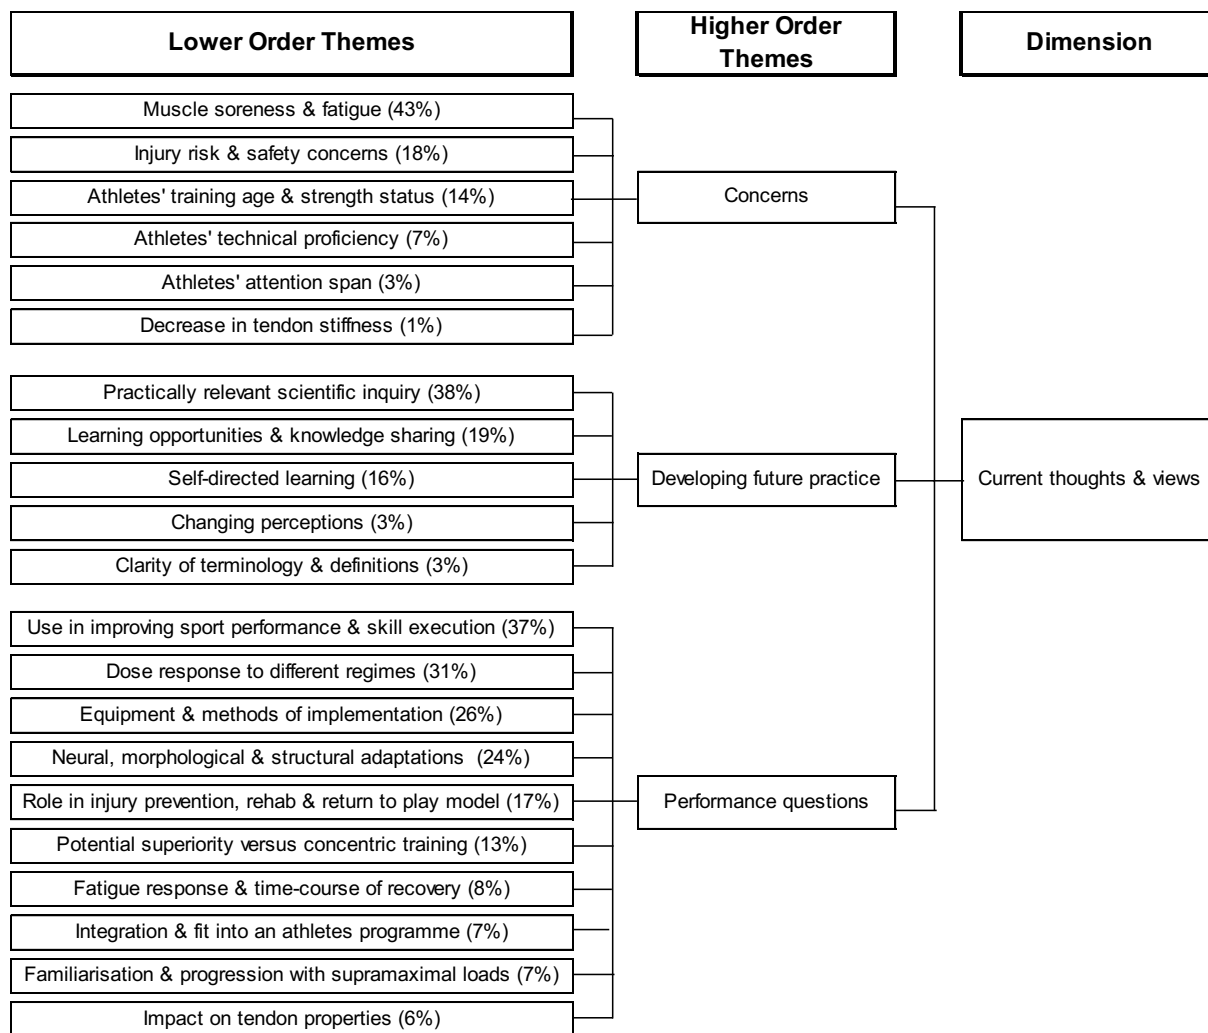 Lower Order Themes
Higher Order
Themes
Dimension
Muscle soreness & fatigue (43%)
Injury risk & safety concerns (18%)
Athletes' training age & strength status (14%)
Athletes' technical proficiency (7%)
Athletes' attention span (3%)
Decrease in tendon stiffness (1%)
Concerns
Practically relevant scientific inquiry (38%)
Learning opportunities & knowledge sharing (19%)
Self-directed learning (16%)
Changing perceptions (3%)
Clarity of terminology & definitions (3%)
Developing future practice
Current thoughts & views
Use in improving sport performance & skill execution (37%)
Dose response to different regimes (31%)
Equipment & methods of implementation (26%)
Neural, morphological & structural adaptations (24%)
Role in injury prevention, rehab & return to play model (17%)
Potential superiority versus concentric training (13%)
Fatigue response & time-course of recovery (8%)
Integration & fit into an athletes programme (7%)
Familiarisation & progression with supramaximal loads (7%)
Impact on tendon properties (6%)
Performance questions